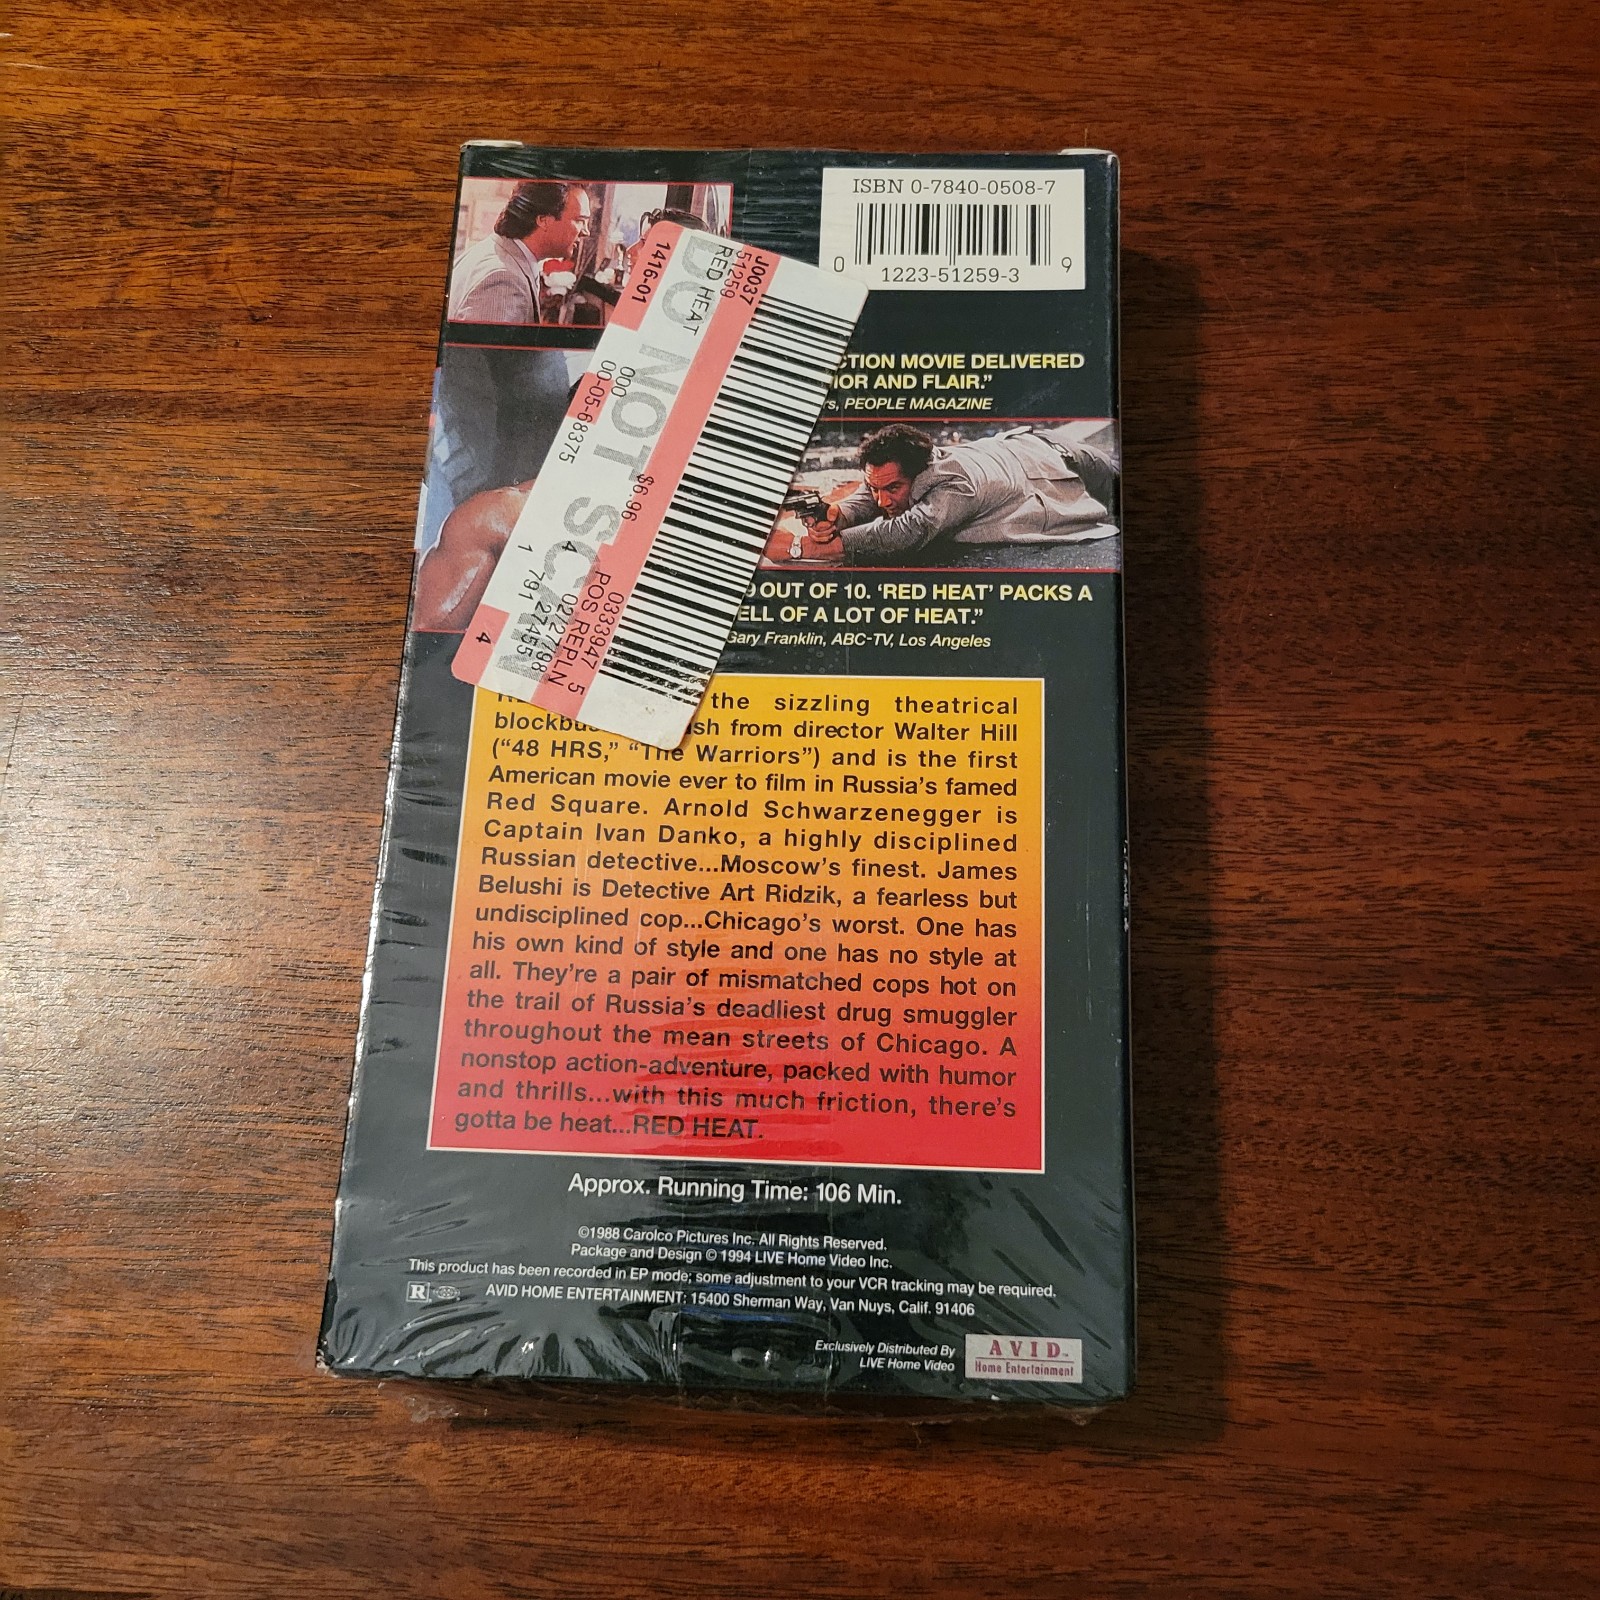 ISBN 0-7840-0508-7
0 1223-51259-3 9
J0037
51259
RED HEAT
1416-01
DO NOT SCAN
000
00-05-68375
$6.96
0333947 5
POS REPLN
4 02/27/98
1 791 27455
4
CTION MOVIE DELIVERED
IOR AND FLAIR.”
rs, PEOPLE MAGAZINE
9 OUT OF 10. ‘RED HEAT’ PACKS A
ELL OF A LOT OF HEAT.”
Gary Franklin, ABC-TV, Los Angeles
the sizzling theatrical
blockbus sh from director Walter Hill
(“48 HRS,” “The Warriors”) and is the first
American movie ever to film in Russia’s famed
Red Square. Arnold Schwarzenegger is
Captain Ivan Danko, a highly disciplined
Russian detective...Moscow’s finest. James
Belushi is Detective Art Ridzik, a fearless but
undisciplined cop...Chicago’s worst. One has
his own kind of style and one has no style at
all. They’re a pair of mismatched cops hot on
the trail of Russia’s deadliest drug smuggler
throughout the mean streets of Chicago. A
nonstop action-adventure, packed with humor
and thrills...with this much friction, there’s
gotta be heat...RED HEAT.
Approx. Running Time: 106 Min.
©1988 Carolco Pictures Inc. All Rights Reserved.
Package and Design © 1994 LIVE Home Video Inc.
This product has been recorded in EP mode; some adjustment to your VCR tracking may be required.
R AVID HOME ENTERTAINMENT: 15400 Sherman Way, Van Nuys, Calif. 91406
Exclusively Distributed By
LIVE Home Video
AVID™
Home Entertainment